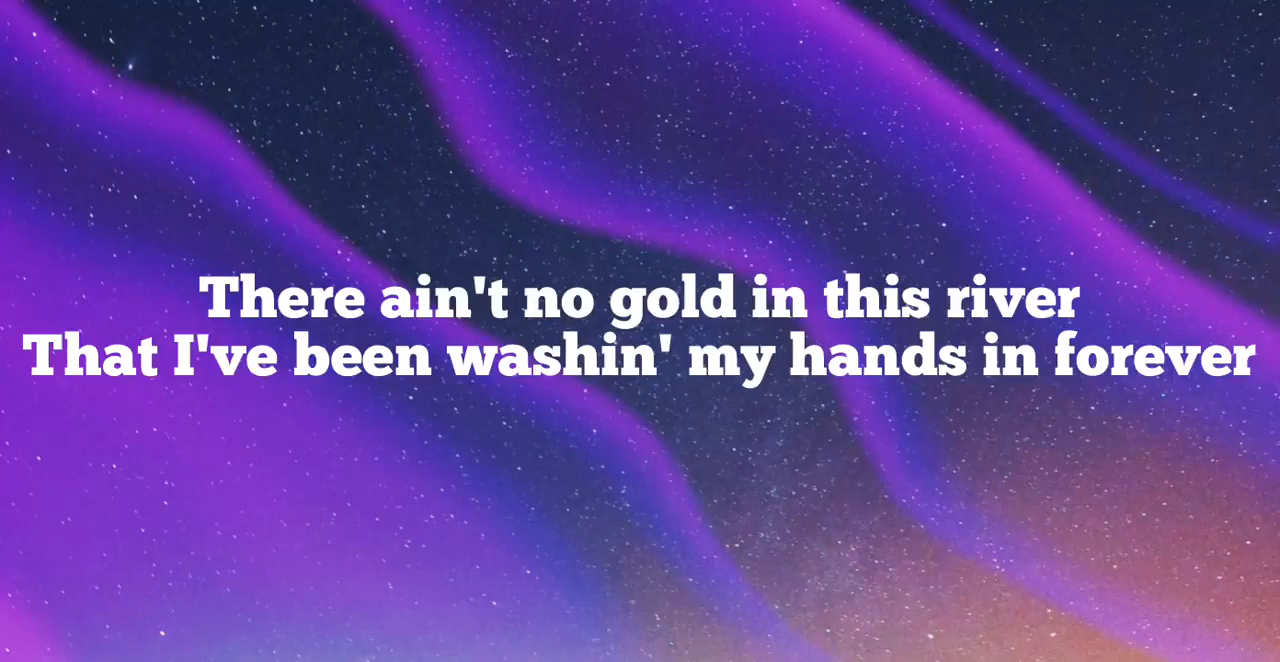 There ain't no gold in this river
That I've been washin' my hands in forever